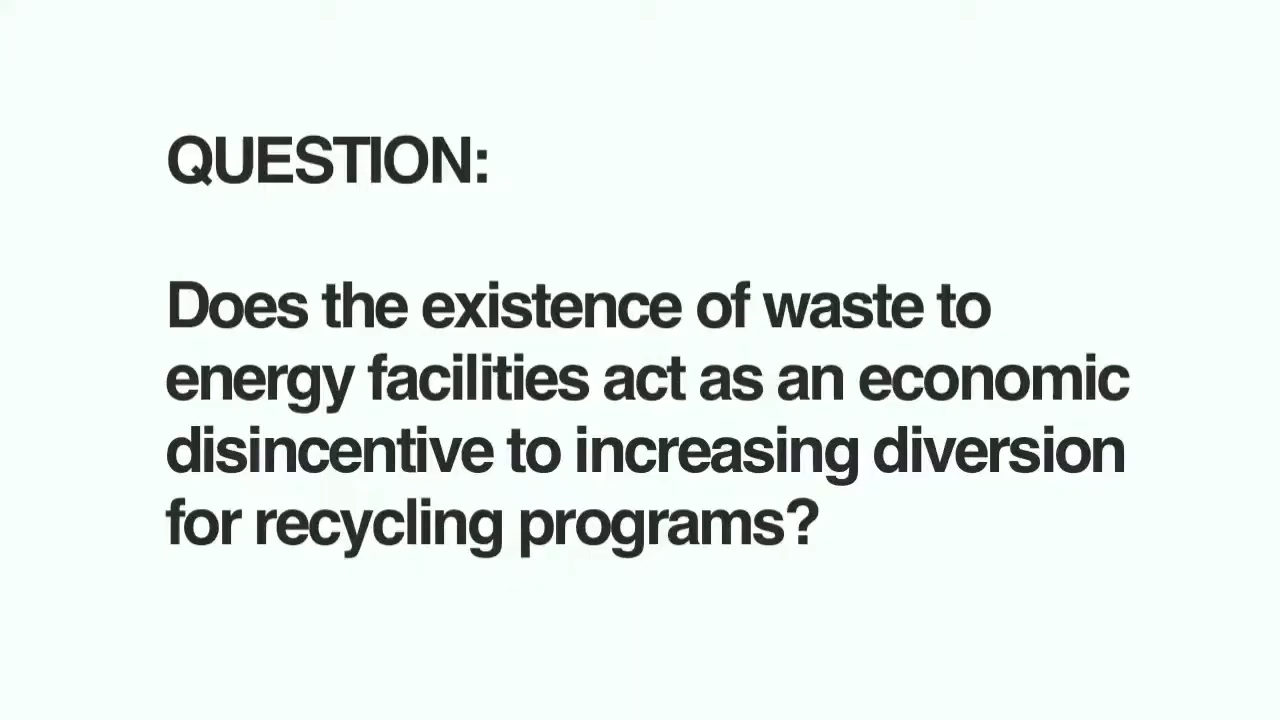 QUESTION:
Does the existence of waste to
energy facilities act as an economic
disincentive to increasing diversion
for recycling programs?